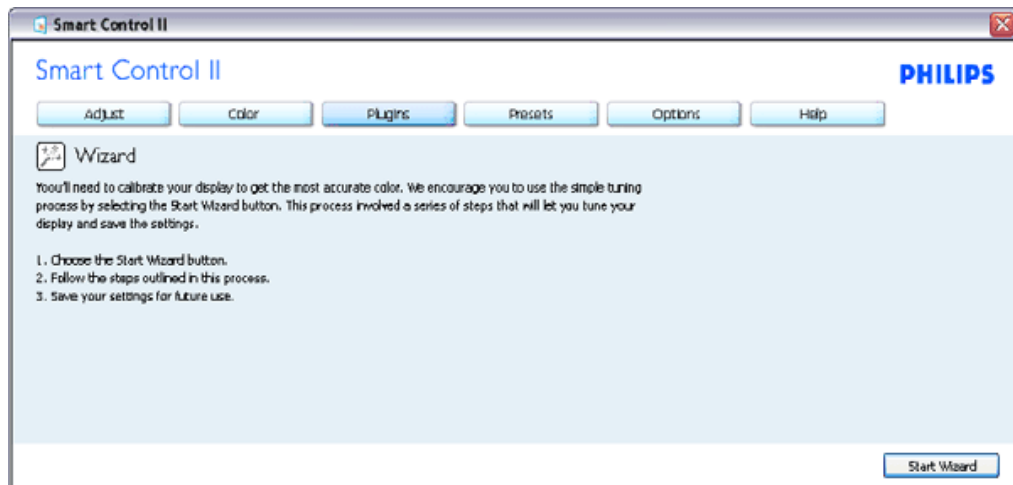 Smart Control II
Smart Control II
PHILIPS
Adjust Color Plugins Presets Options Help
Wizard
Yoou'll need to calibrate your display to get the most accurate color. We encourage you to use the simple tuning
process by selecting the Start Wizard button. This process involved a series of steps that will let you tune your
display and save the settings.
1. Choose the Start Wizard button.
2. Follow the steps outlined in this process.
3. Save your settings for future use.
Start Wizard